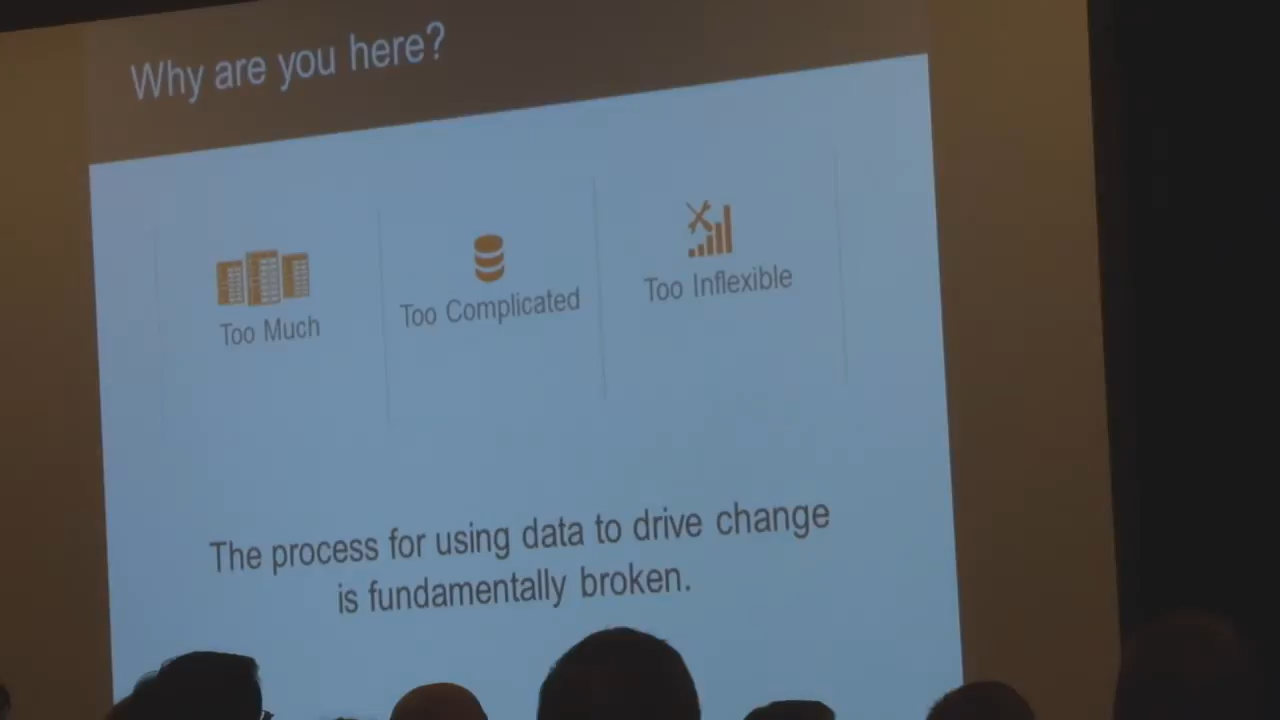 Why are you here?
Too Much
Too Complicated
Too Inflexible
The process for using data to drive change
is fundamentally broken.